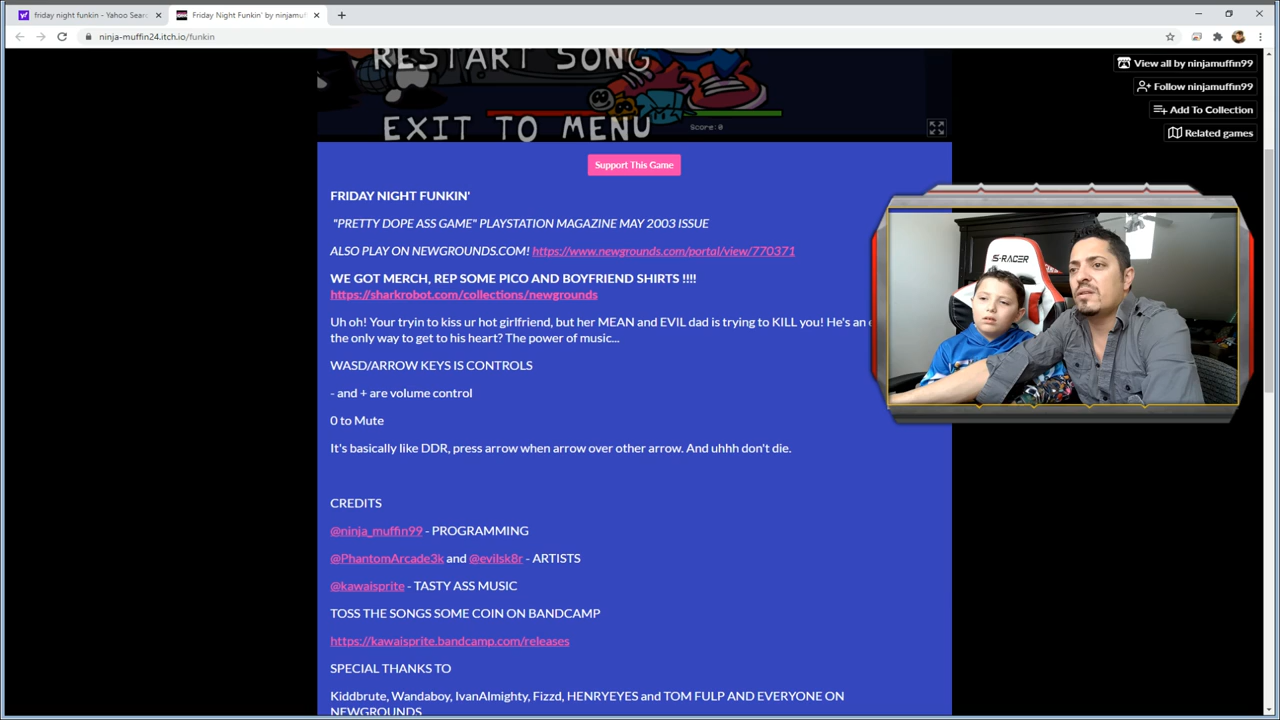 friday night funkin - Yahoo Sear
Friday Night Funkin' by ninjamuf
ninja-muffin24.itch.io/funkin
View all by ninjamuffin99
Follow ninjamuffin99
Add To Collection
Related games
RESTART SONG
EXIT TO MENU
Score:0
Support This Game
FRIDAY NIGHT FUNKIN'
"PRETTY DOPE ASS GAME" PLAYSTATION MAGAZINE MAY 2003 ISSUE
ALSO PLAY ON NEWGROUNDS.COM! https://www.newgrounds.com/portal/view/770371
WE GOT MERCH, REP SOME PICO AND BOYFRIEND SHIRTS !!!!
https://sharkrobot.com/collections/newgrounds
Uh oh! Your tryin to kiss ur hot girlfriend, but her MEAN and EVIL dad is trying to KILL you! He's an
the only way to get to his heart? The power of music...
WASD/ARROW KEYS IS CONTROLS
- and + are volume control
0 to Mute
It's basically like DDR, press arrow when arrow over other arrow. And uhhh don't die.
CREDITS
@ninja_muffin99 - PROGRAMMING
@PhantomArcade3k and @evilsk8r - ARTISTS
@kawaisprite - TASTY ASS MUSIC
TOSS THE SONGS SOME COIN ON BANDCAMP
https://kawaisprite.bandcamp.com/releases
SPECIAL THANKS TO
Kiddbrute, Wandaboy, IvanAlmighty, Fizzd, HENRYEYES and TOM FULP AND EVERYONE ON
NEWGROUNDS
S-RACER